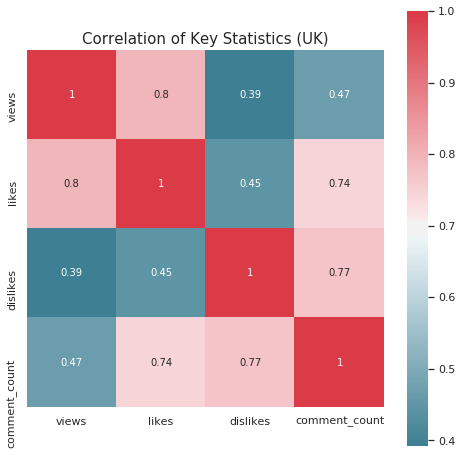 Correlation of Key Statistics (UK)
views 1 0.8 0.39 0.47
likes 0.8 1 0.45 0.74
dislikes 0.39 0.45 1 0.77
comment_count 0.47 0.74 0.77 1
views likes dislikes comment_count
1.0
0.9
0.8
0.7
0.6
0.5
0.4